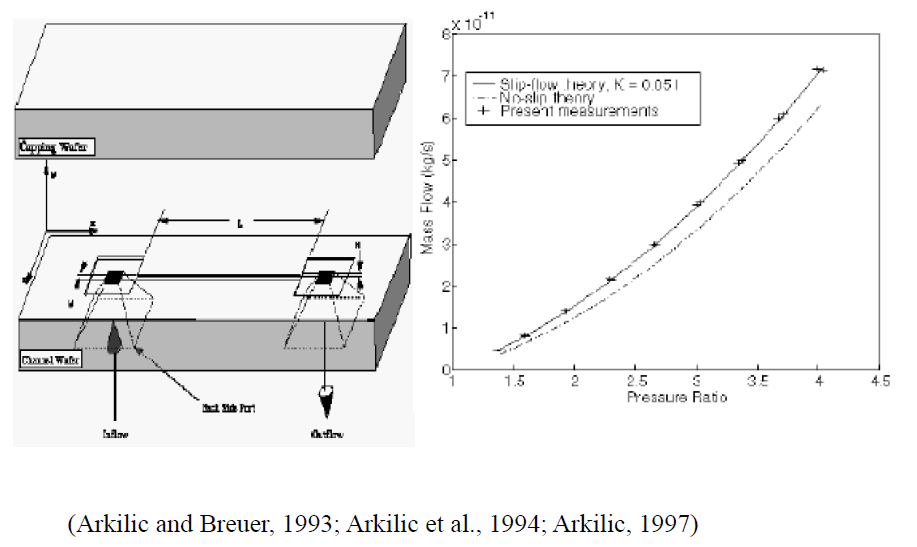 Capping Wafer
y
x
L
H
Channel Wafer
Back Side Port
Inflow
Outflow
8 x 10^-11
7
6
5
4
3
2
1
0
Mass Flow (kg/s)
Slip-flow theory, K = 0.051
No-slip theory
Present measurements
1 1.5 2 2.5 3 3.5 4 4.5
Pressure Ratio
(Arkilic and Breuer, 1993; Arkilic et al., 1994; Arkilic, 1997)